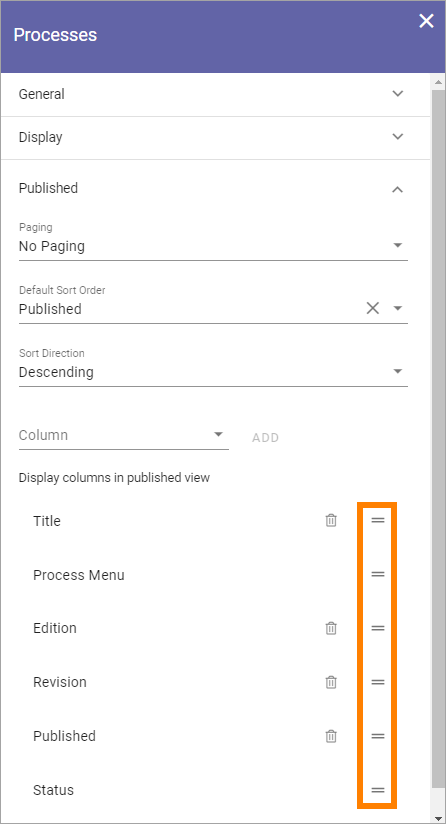 Processes
General
Display
Published
Paging
No Paging
Default Sort Order
Published
Sort Direction
Descending
Column
ADD
Display columns in published view
Title
Process Menu
Edition
Revision
Published
Status